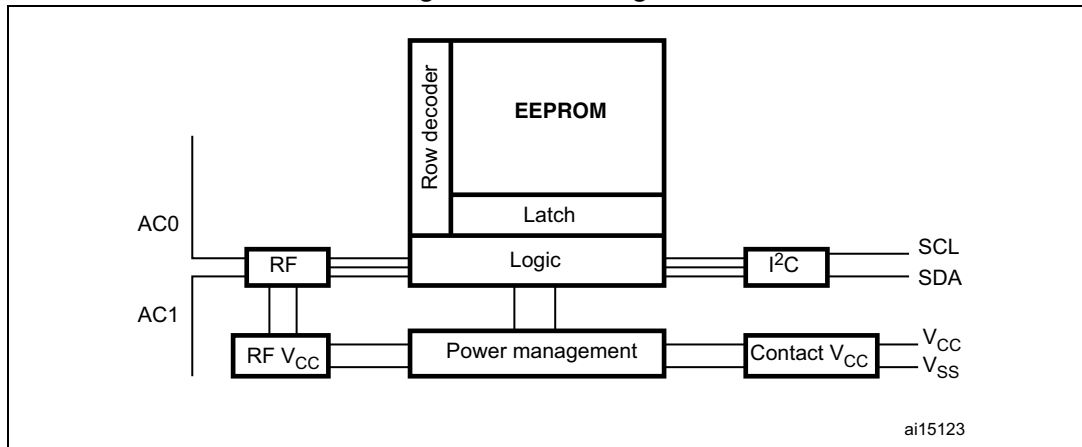 Row decoder
EEPROM
Latch
AC0
RF
Logic
I²C
SCL
SDA
AC1
RF VCC
Power management
Contact VCC
VCC
VSS
ai15123